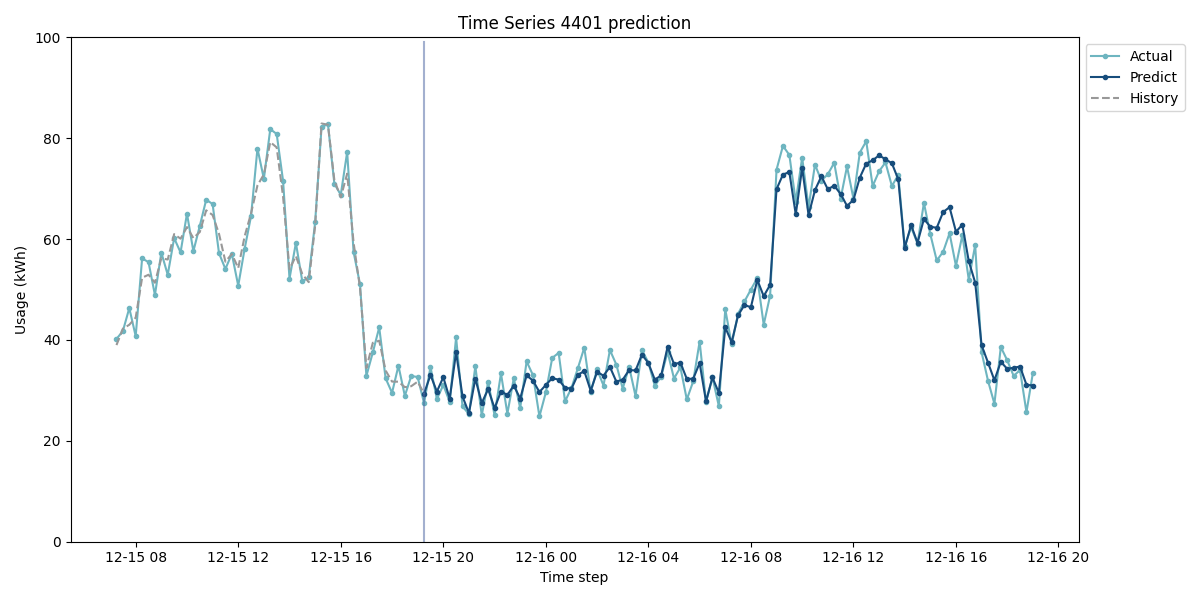 Time Series 4401 prediction
Usage (kWh)
100
80
60
40
20
0
12-15 08
12-15 12
12-15 16
12-15 20
12-16 00
12-16 04
12-16 08
12-16 12
12-16 16
12-16 20
Time step
Actual
Predict
History